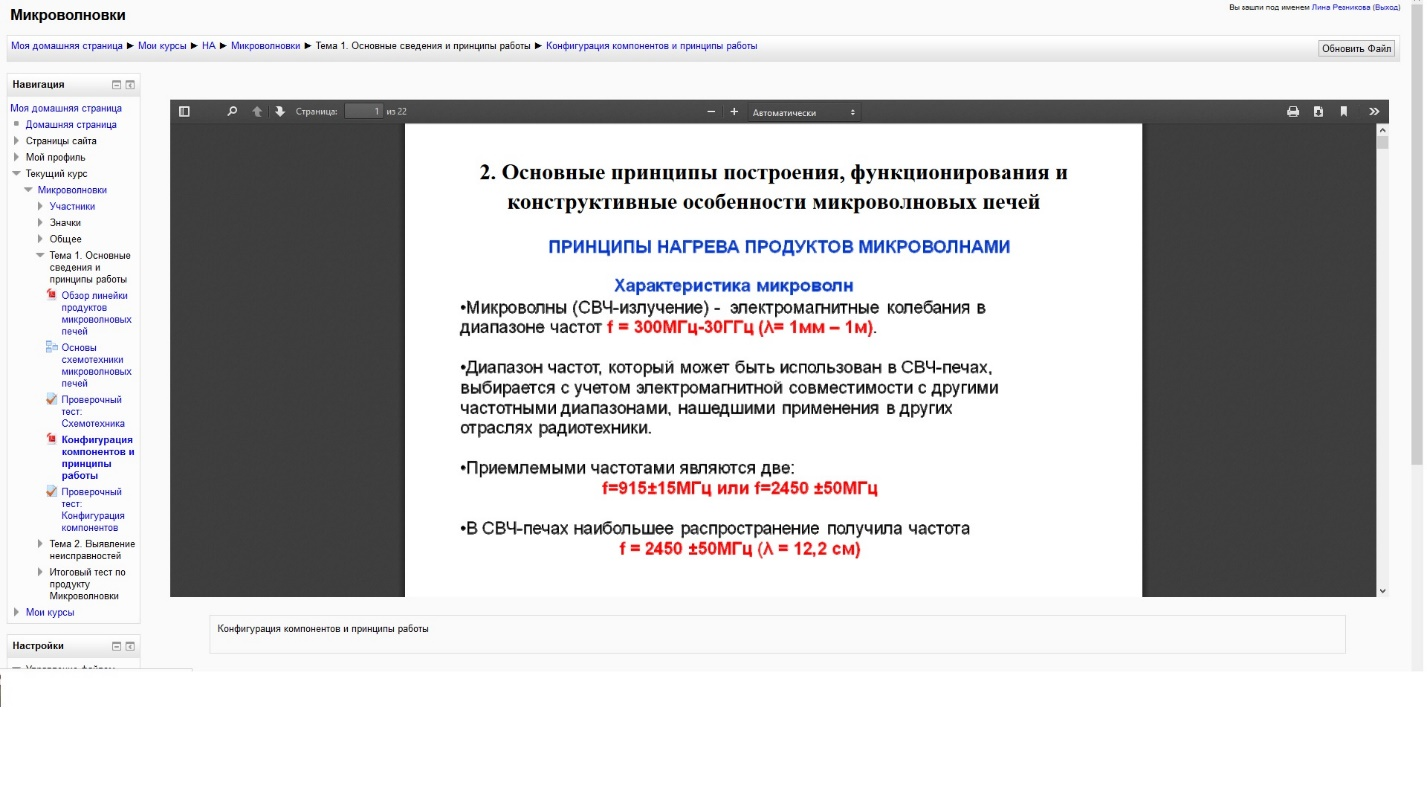 Микроволновки
Вы зашли под именем Лина Резникова (Выход)
Моя домашняя страница ► Мои курсы ► НА ► Микроволновки ► Тема 1. Основные сведения и принципы работы ► Конфигурация компонентов и принципы работы
Обновить Файл
Навигация
Моя домашняя страница
Домашняя страница
Страницы сайта
Мой профиль
Текущий курс
Микроволновки
Участники
Значки
Общее
Тема 1. Основные
сведения и
принципы работы
Обзор линейки
продуктов
микроволновых
печей
Основы
схемотехники
микроволновых
печей
Проверочный
тест:
Схемотехника
Конфигурация
компонентов и
принципы
работы
Проверочный
тест:
Конфигурация
компонентов
Тема 2. Выявление
неисправностей
Итоговый тест по
продукту
Микроволновки
Мои курсы
Настройки
Страница: 1 из 22
Автоматически
2. Основные принципы построения, функционирования и
конструктивные особенности микроволновых печей
ПРИНЦИПЫ НАГРЕВА ПРОДУКТОВ МИКРОВОЛНАМИ
Характеристика микроволн
•Микроволны (СВЧ-излучение) - электромагнитные колебания в
диапазоне частот f = 300МГц-30ГГц (λ= 1мм – 1м).
•Диапазон частот, который может быть использован в СВЧ-печах,
выбирается с учетом электромагнитной совместимости с другими
частотными диапазонами, нашедшими применения в других
отраслях радиотехники.
•Приемлемыми частотами являются две:
f=915±15МГц или f=2450 ±50МГц
•В СВЧ-печах наибольшее распространение получила частота
f = 2450 ±50МГц (λ = 12,2 см)
Конфигурация компонентов и принципы работы